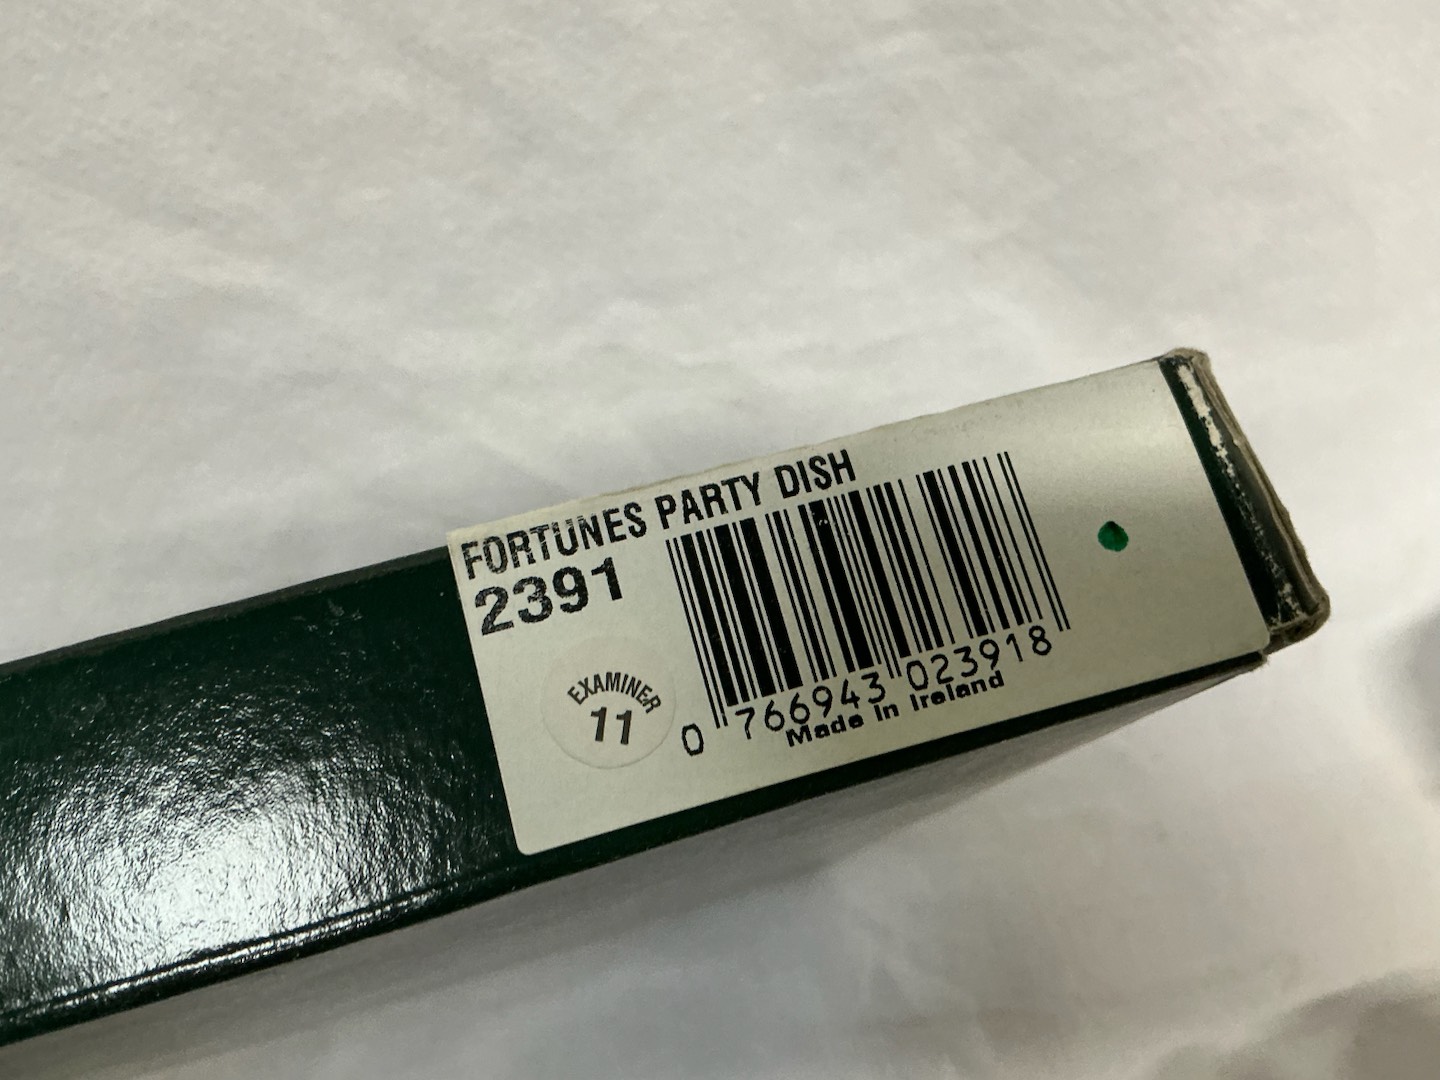 FORTUNES PARTY DISH
2391
EXAMINER
11
0 766943 023918
Made in Ireland